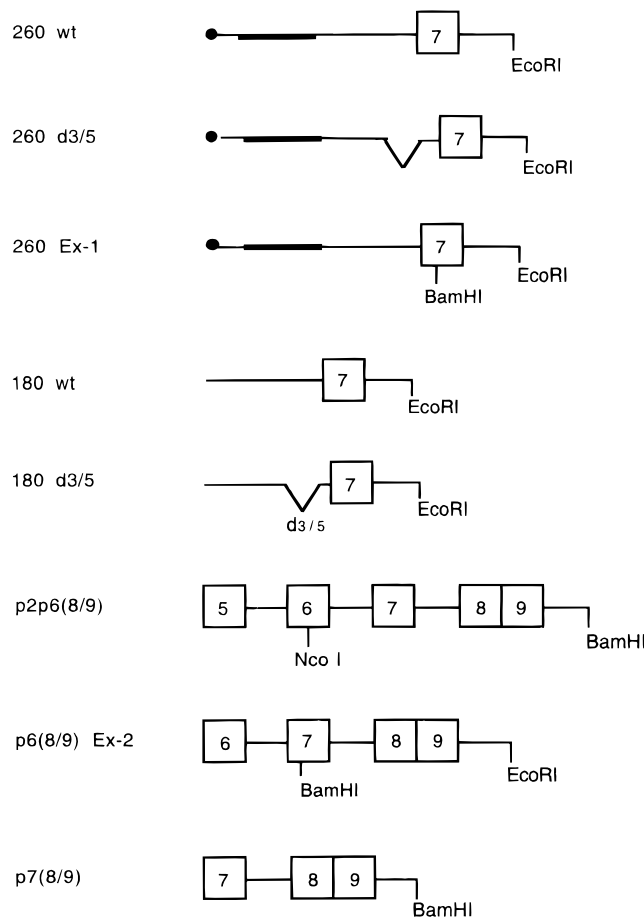 260 wt 7 EcoRI
260 d3/5 7 EcoRI
260 Ex-1 7 EcoRI
BamHI
180 wt 7 EcoRI
180 d3/5 7 EcoRI
d3/5
p2p6(8/9) 5 6 7 8 9 BamHI
Nco I
p6(8/9) Ex-2 6 7 8 9 EcoRI
BamHI
p7(8/9) 7 8 9 BamHI